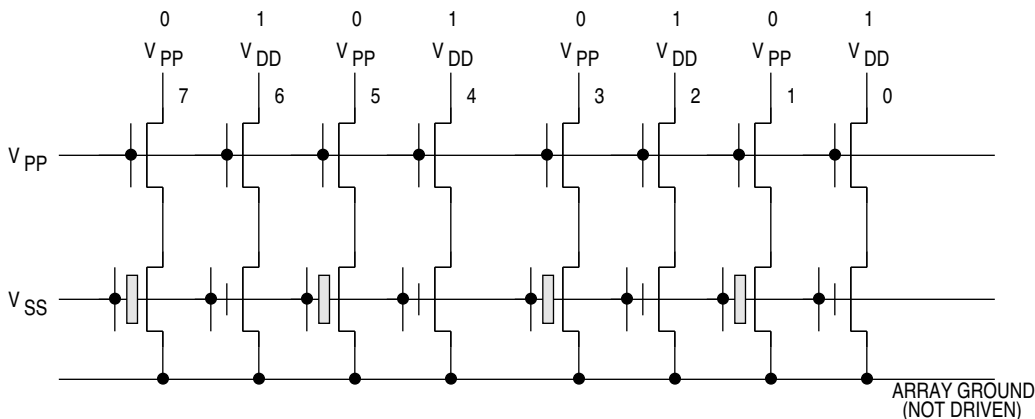 0 1 0 1 0 1 0 1
V PP V DD V PP V DD V PP V DD V PP V DD
7 6 5 4 3 2 1 0
V PP
V SS
ARRAY GROUND
(NOT DRIVEN)